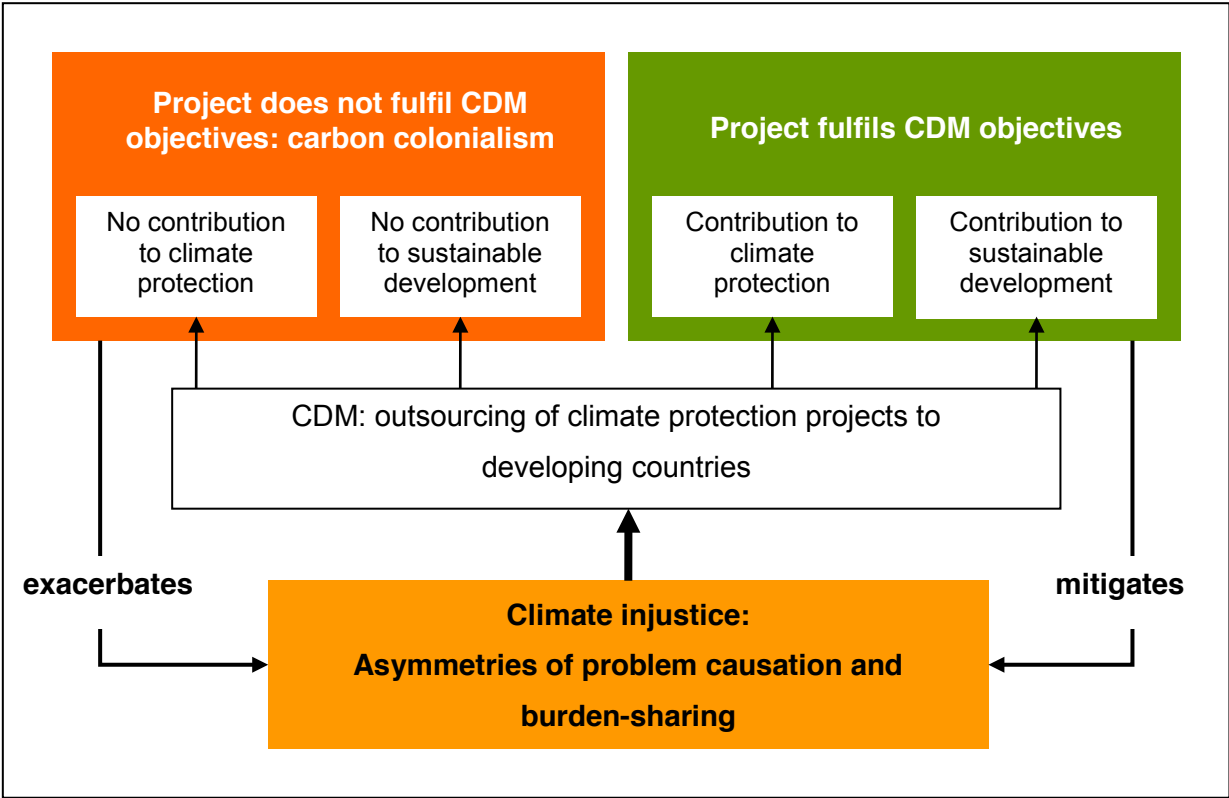 Project does not fulfil CDM
objectives: carbon colonialism
No contribution
to climate
protection
No contribution
to sustainable
development
Project fulfils CDM objectives
Contribution to
climate
protection
Contribution to
sustainable
development
CDM: outsourcing of climate protection projects to
developing countries
exacerbates
mitigates
Climate injustice:
Asymmetries of problem causation and
burden-sharing